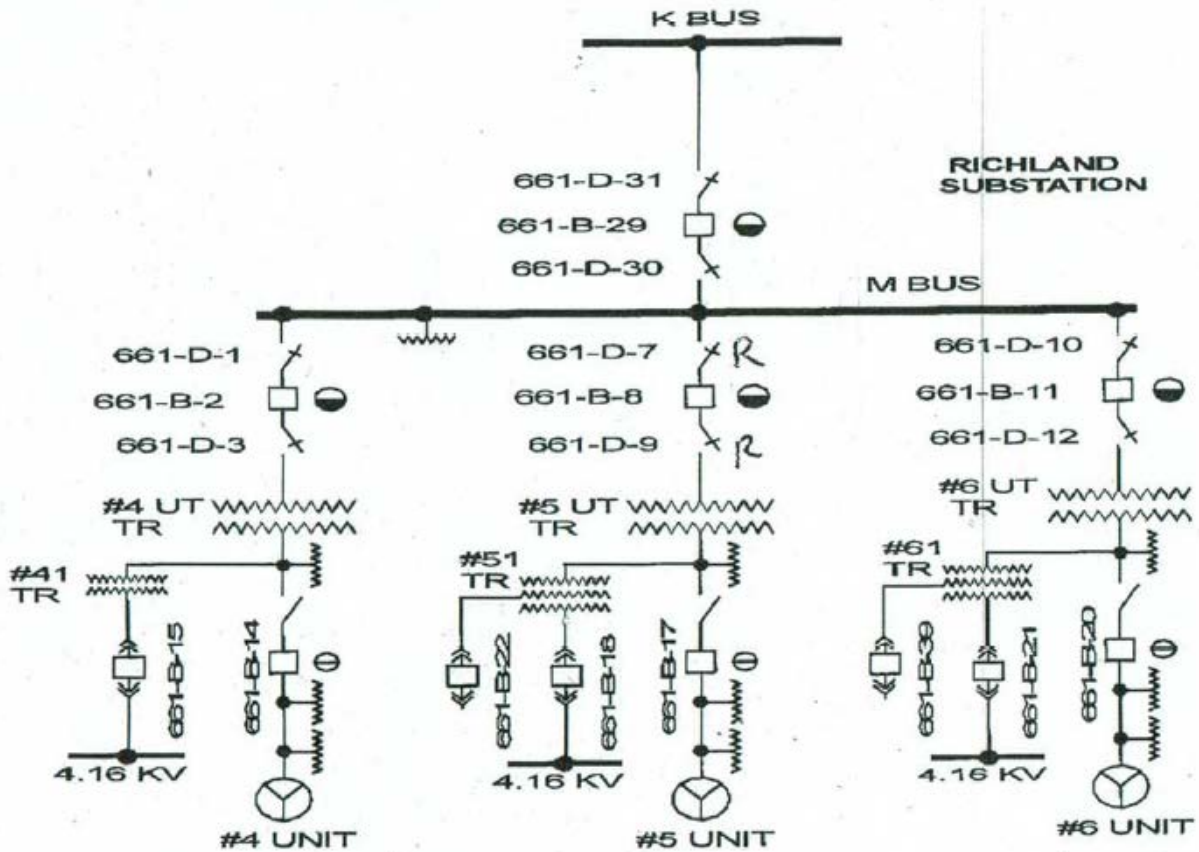 K BUS
RICHLAND
SUBSTATION
661-D-31
661-B-29
661-D-30
M BUS
661-D-1
661-B-2
661-D-3
661-D-7 R
661-B-8
661-D-9 R
661-D-10
661-B-11
661-D-12
#4 UT
TR
#5 UT
TR
#6 UT
TR
#41
TR
#51
TR
#61
TR
661-B-15
661-B-14
661-B-22
661-B-18
661-B-17
661-B-39
661-B-21
661-B-20
4.16 KV
4.16 KV
4.16 KV
#4 UNIT
#5 UNIT
#6 UNIT